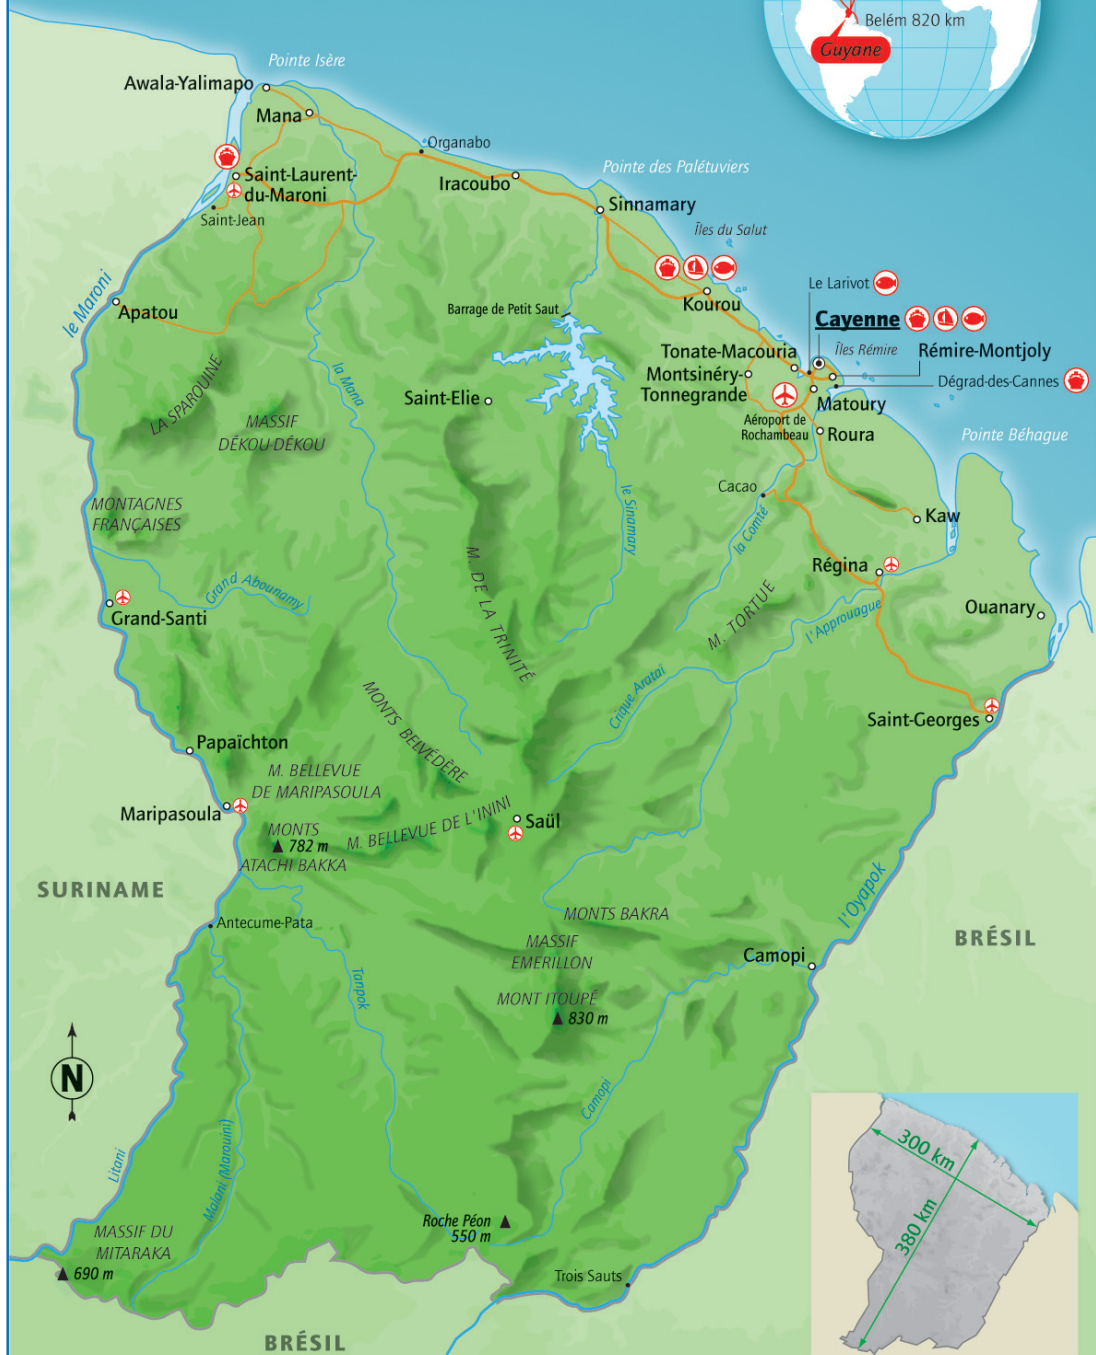 Belém 820 km
Guyane
Pointe Isère
Awala-Yalimapo
Mana
Organabo
Pointe des Palétuviers
Saint-Laurent-
du-Maroni
Iracoubo
Sinnamary
Saint-Jean
Îles du Salut
le Maroni
Apatou
Barrage de Petit Saut
Kourou
Le Larivot
Cayenne
Îles Rémire
Rémire-Montjoly
Tonate-Macouria
Montsinéry-
Tonnegrande
Dégrad-des-Cannes
Matoury
Aéroport de
Rochambeau
Roura
Pointe Béhague
la Mana
LA SPAROUINE
Saint-Elie
MASSIF
DÉKOU-DÉKOU
MONTAGNES
FRANÇAISES
le Sinamary
Cacao
la Comté
Kaw
Régina
Grand Abounamy
Grand-Santi
M. DE LA TRINITÉ
M. TORTUE
l'Approuague
Ouanary
Crique Arataï
Saint-Georges
MONTS BELVÉDÈRE
Papaïchton
M. BELLEVUE
DE MARIPASOULA
Maripasoula
MONTS
782 m
ATACHI BAKKA
M. BELLEVUE DE L'ININI
Saül
SURINAME
l'Oyapok
Antecume-Pata
MONTS BAKRA
MASSIF
EMERILLON
BRÉSIL
Camopi
Tanpok
MONT ITOUPÉ
830 m
N
Camopi
Litani
Malani (Marouini)
300 km
380 km
Roche Péon
550 m
MASSIF DU
MITARAKA
690 m
Trois Sauts
BRÉSIL